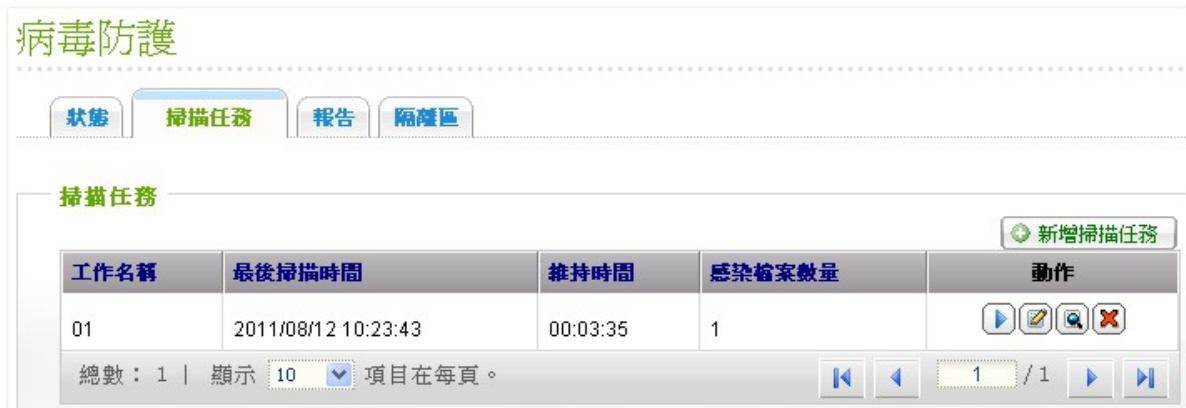 病毒防護
狀態 掃描任務 報告 隔離區
掃描任務
新增掃描任務
工作名稱 最後掃描時間 維持時間 感染檔案數量 動作
01 2011/08/12 10:23:43 00:03:35 1
總數：1 | 顯示 10 項目在每頁。 1 /1